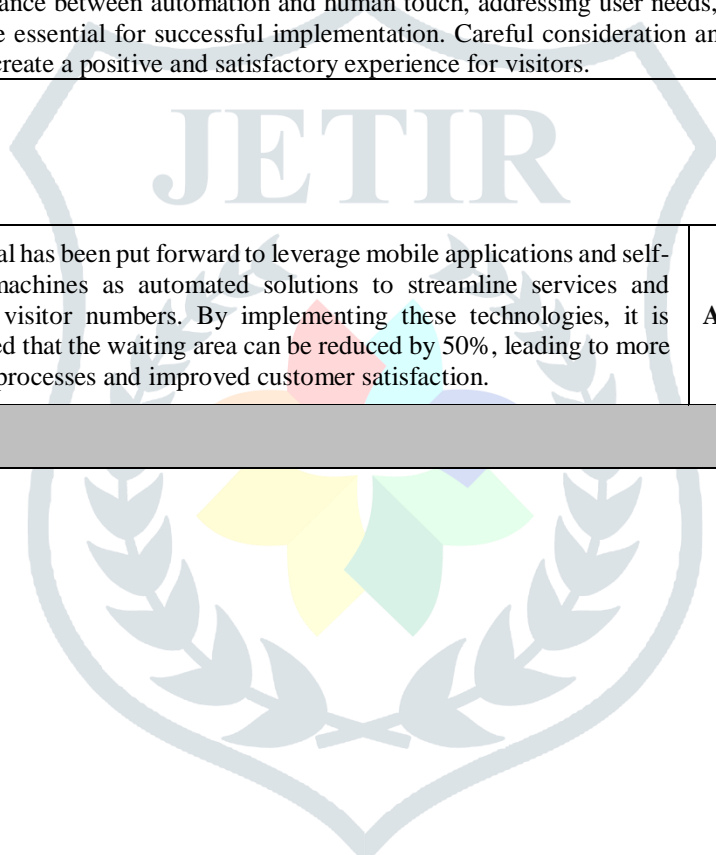 ance between automation and human touch, addressing user needs,
e essential for successful implementation. Careful consideration an
create a positive and satisfactory experience for visitors.
JETIR
al has been put forward to leverage mobile applications and self-
machines as automated solutions to streamline services and
visitor numbers. By implementing these technologies, it is
ed that the waiting area can be reduced by 50%, leading to more
processes and improved customer satisfaction.
A